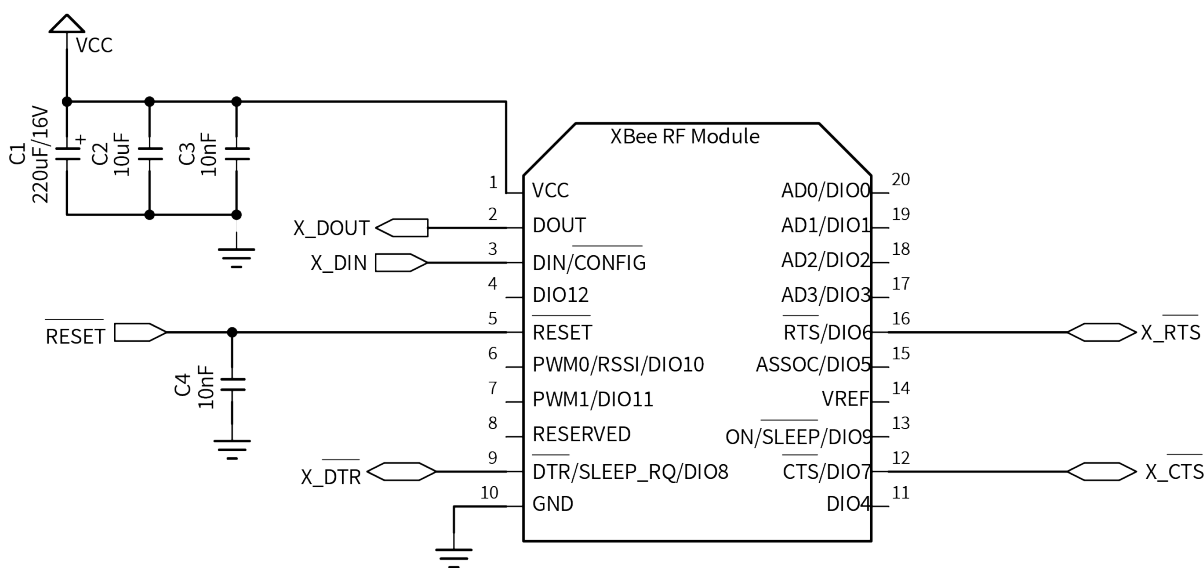 VCC
C1
220uF/16V
+
C2
10uF
C3
10nF
XBee RF Module
1 VCC
2 DOUT
X_DOUT
3 DIN/CONFIG
X_DIN
4 DIO12
5 RESET
RESET
C4
10nF
6 PWM0/RSSI/DIO10
7 PWM1/DIO11
8 RESERVED
9 DTR/SLEEP_RQ/DIO8
X_DTR
10 GND
AD0/DIO0 20
AD1/DIO1 19
AD2/DIO2 18
AD3/DIO3 17
RTS/DIO6 16
X_RTS
ASSOC/DIO5 15
VREF 14
ON/SLEEP/DIO9 13
CTS/DIO7 12
X_CTS
DIO4 11